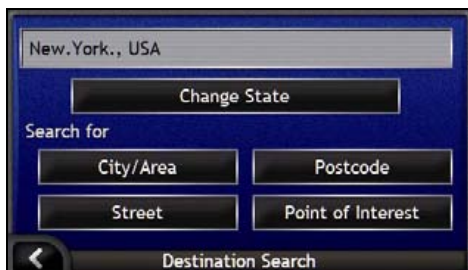 New.York., USA
Change State
Search for
City/Area Postcode
Street Point of Interest
Destination Search